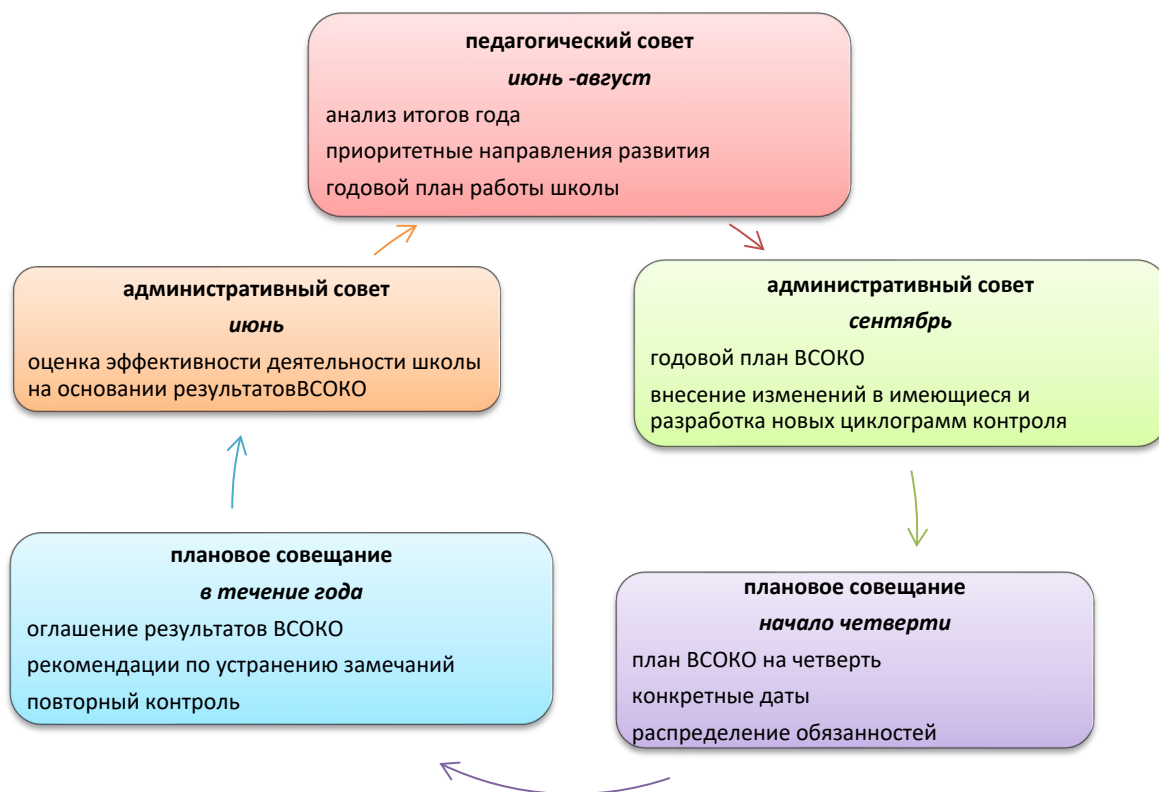 педагогический совет
июнь -август
анализ итогов года
приоритетные направления развития
годовой план работы школы
административный совет
сентябрь
годовой план ВСОКО
внесение изменений в имеющиеся и
разработка новых циклограмм контроля
плановое совещание
начало четверти
план ВСОКО на четверть
конкретные даты
распределение обязанностей
плановое совещание
в течение года
оглашение результатов ВСОКО
рекомендации по устранению замечаний
повторный контроль
административный совет
июнь
оценка эффективности деятельности школы
на основании результатовВСОКО